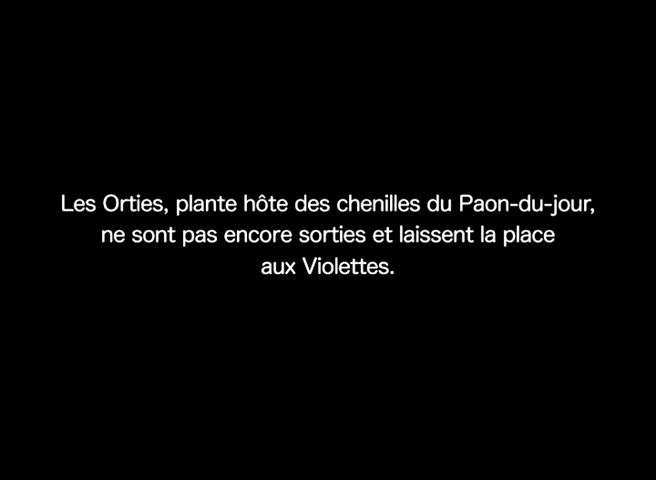 Les Orties, plante hôte des chenilles du Paon-du-jour,
ne sont pas encore sorties et laissent la place
aux Violettes.